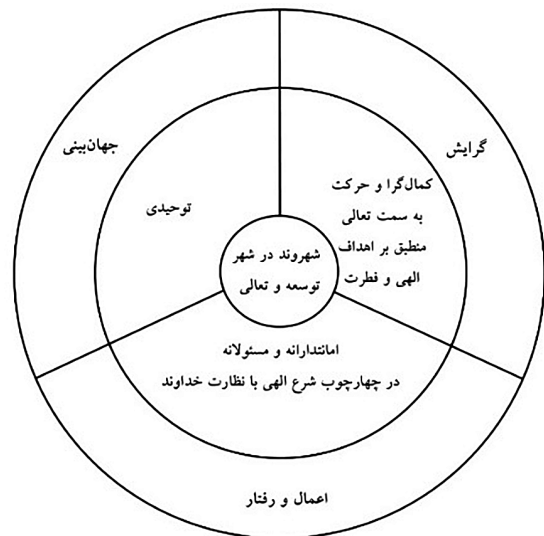 گرایش
جهان‌بینی
کمال‌گرا و حرکت
به سمت تعالی
منطبق بر اهداف
الهی و فطرت
توحیدی
شهروند در شهر
توسعه و تعالی
امانتدارانه و مسئولانه
در چهارچوب شرع الهی با نظارت خداوند
اعمال و رفتار